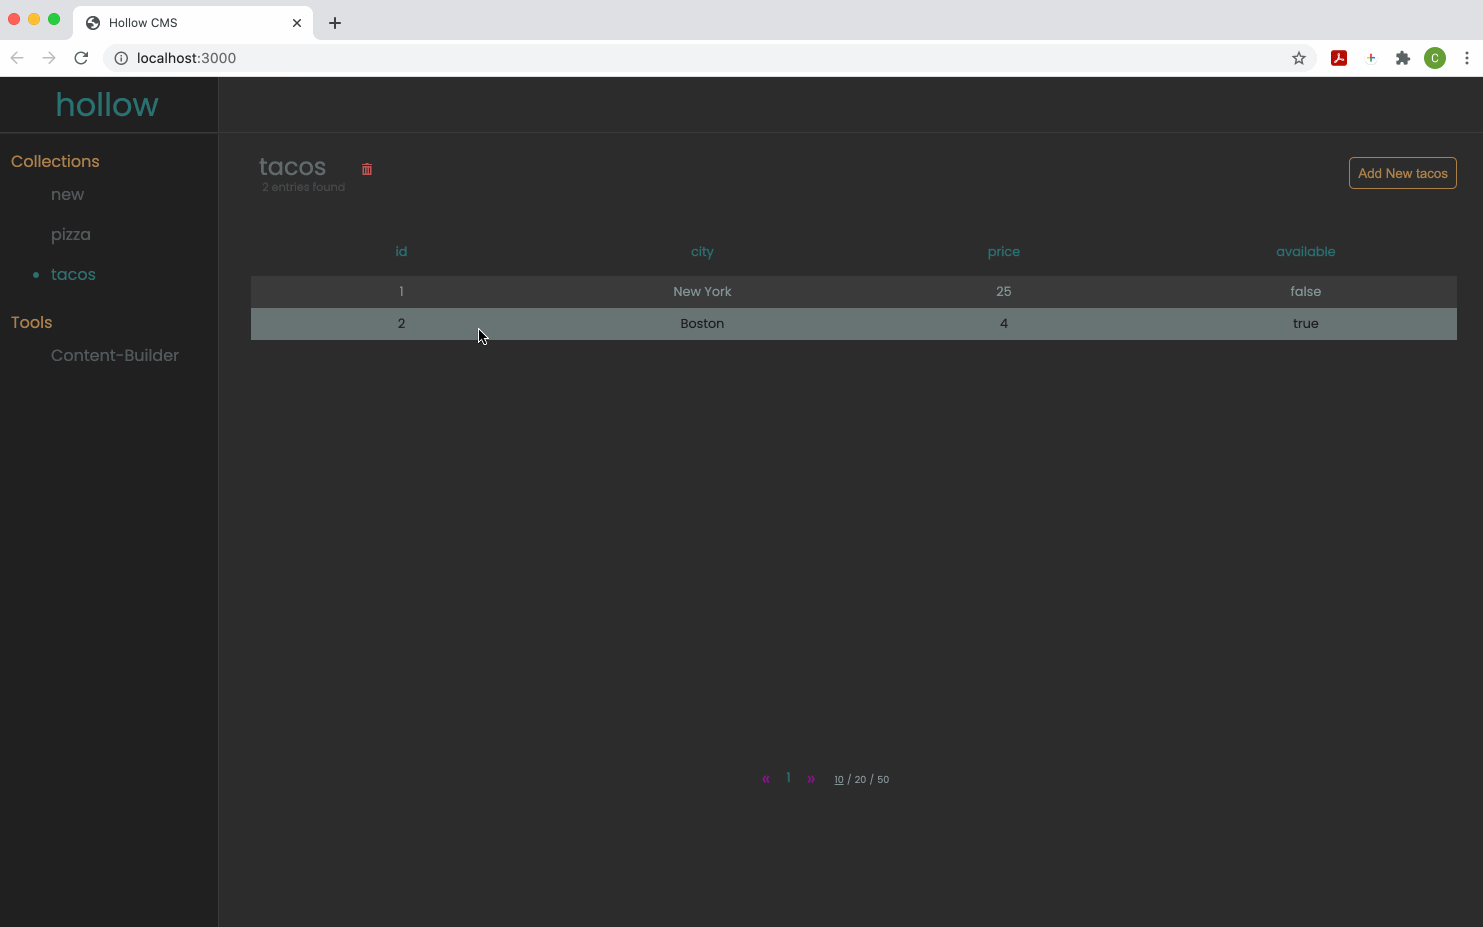 Hollow CMS
localhost:3000
C
hollow
Collections
new
pizza
tacos
Tools
Content-Builder
tacos
2 entries found
Add New tacos
id city price available
1 New York 25 false
2 Boston 4 true
« 1 » 10 / 20 / 50